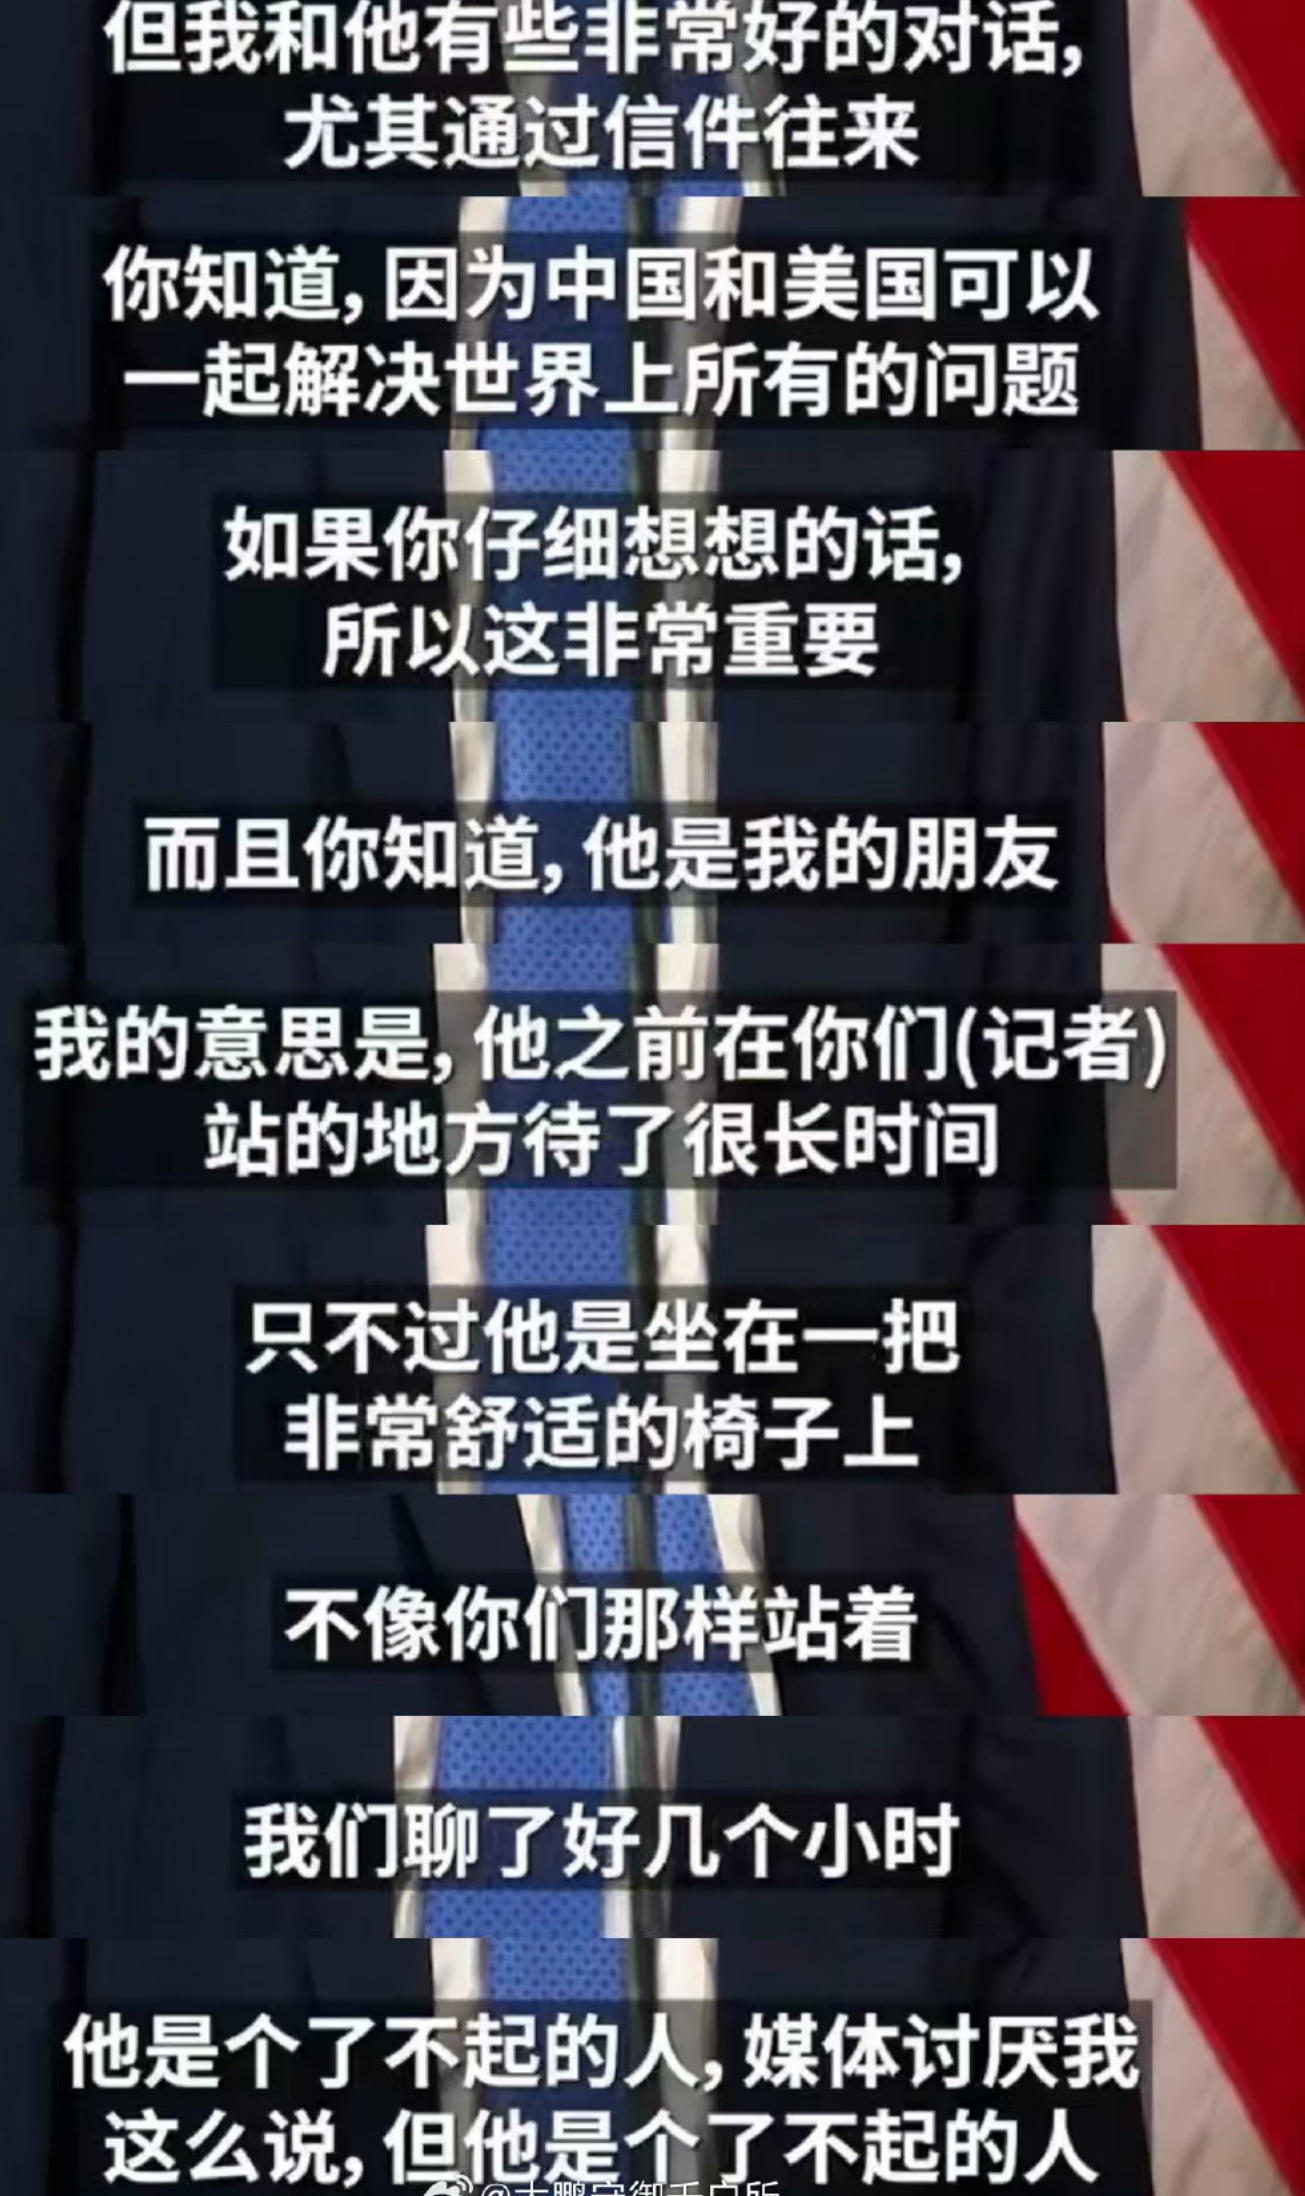 但我和他有些非常好的对话,
尤其通过信件往来
你知道, 因为中国和美国可以
一起解决世界上所有的问题
如果你仔细想想的话,
所以这非常重要
而且你知道, 他是我的朋友
我的意思是, 他之前在你们(记者)
站的地方待了很长时间
只不过他是坐在一把
非常舒适的椅子上
不像你们那样站着
我们聊了好几个小时
他是个了不起的人, 媒体讨厌我
这么说, 但他是个了不起的人